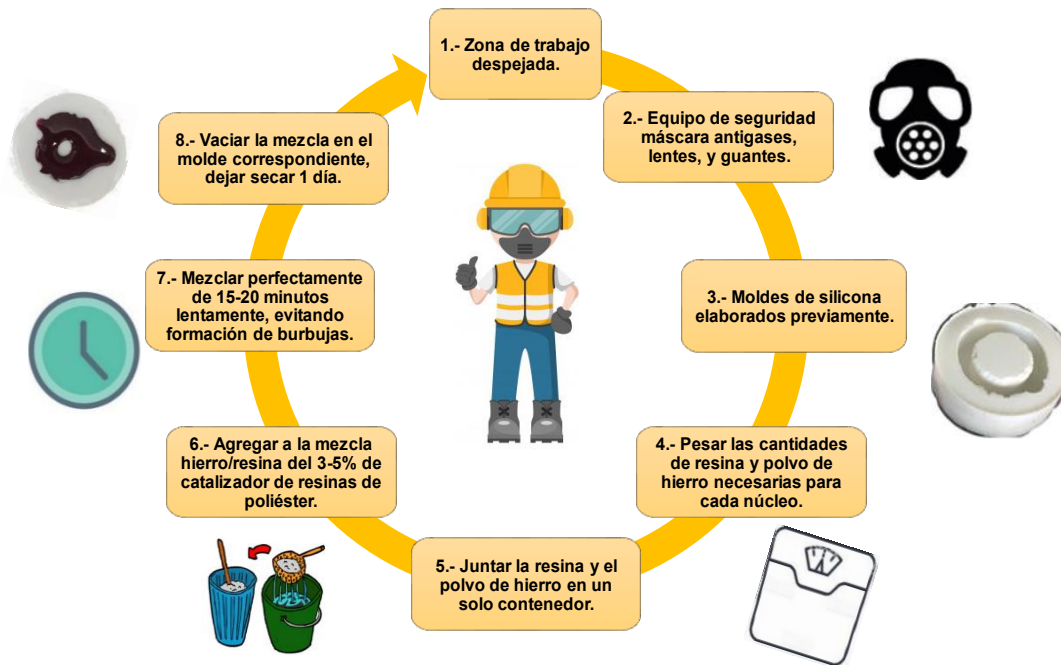 1.- Zona de trabajo
despejada.
2.- Equipo de seguridad
máscara antigases,
lentes, y guantes.
3.- Moldes de silicona
elaborados previamente.
4.- Pesar las cantidades
de resina y polvo de
hierro necesarias para
cada núcleo.
5.- Juntar la resina y el
polvo de hierro en un
solo contenedor.
6.- Agregar a la mezcla
hierro/resina del 3-5% de
catalizador de resinas de
poliéster.
7.- Mezclar perfectamente
de 15-20 minutos
lentamente, evitando
formación de burbujas.
8.- Vaciar la mezcla en el
molde correspondiente,
dejar secar 1 día.